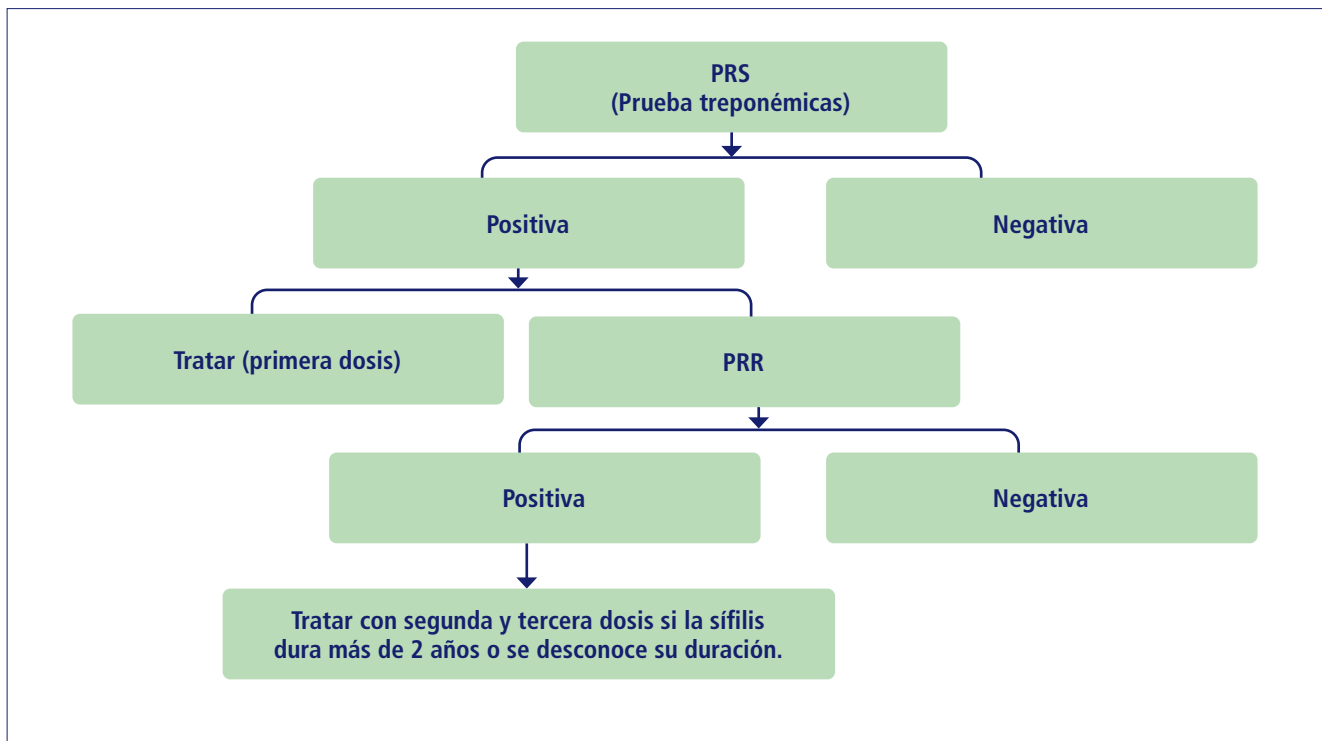 PRS
(Prueba treponémicas)
Positiva
Negativa
Tratar (primera dosis)
PRR
Positiva
Negativa
Tratar con segunda y tercera dosis si la sífilis
dura más de 2 años o se desconoce su duración.